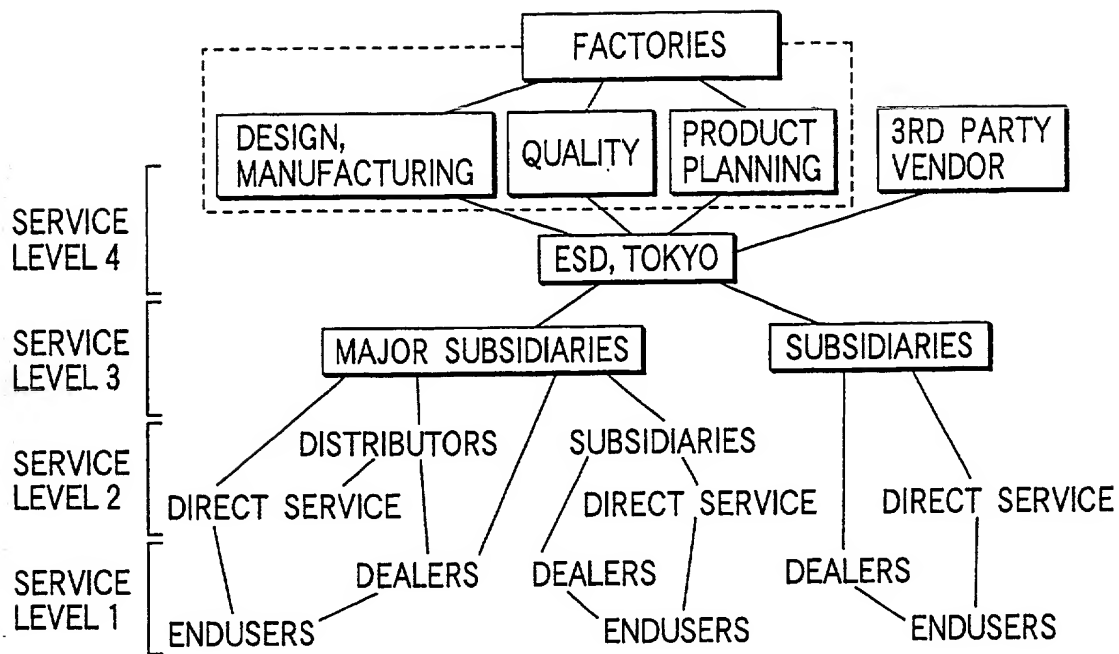 FACTORIES
DESIGN,
MANUFACTURING
QUALITY
PRODUCT
PLANNING
3RD PARTY
VENDOR
SERVICE
LEVEL 4
ESD, TOKYO
SERVICE
LEVEL 3
MAJOR SUBSIDIARIES
SUBSIDIARIES
SERVICE
LEVEL 2
DISTRIBUTORS
SUBSIDIARIES
DIRECT SERVICE
DIRECT SERVICE
DIRECT SERVICE
SERVICE
LEVEL 1
DEALERS
DEALERS
DEALERS
ENDUSERS
ENDUSERS
ENDUSERS